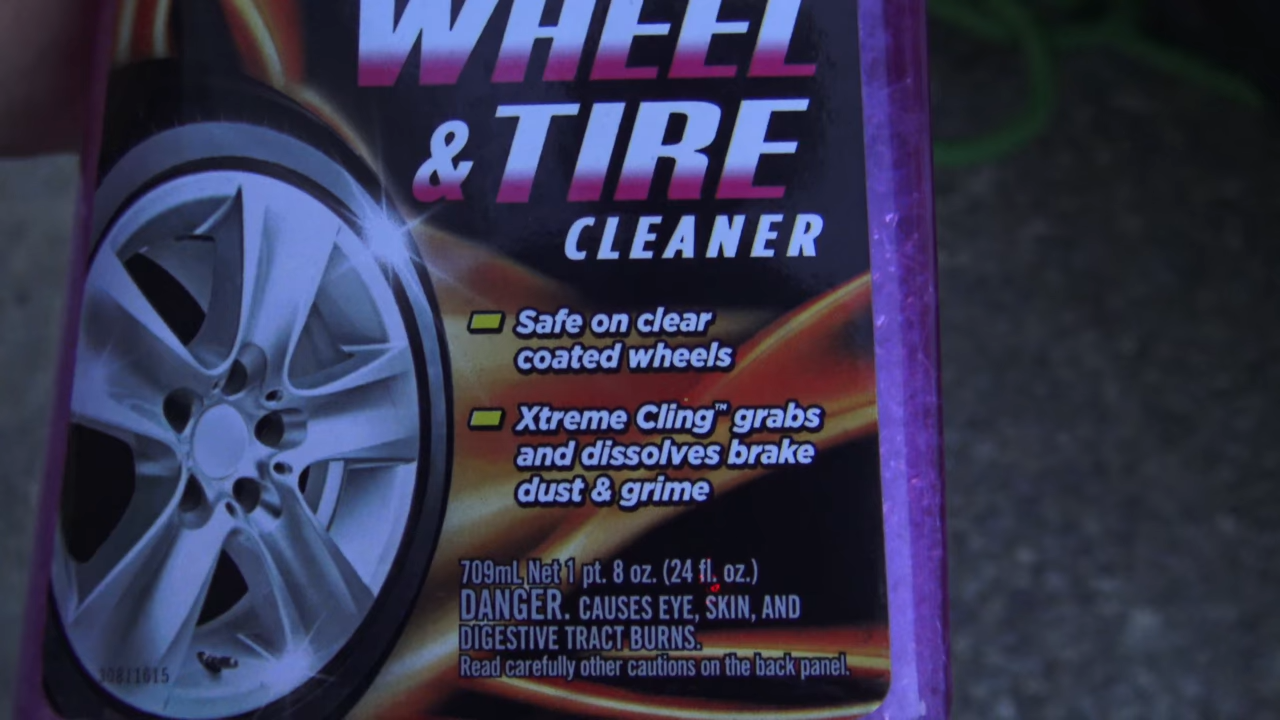 WHEEL
& TIRE
CLEANER
Safe on clear
coated wheels
Xtreme Cling™ grabs
and dissolves brake
dust & grime
709mL Net 1 pt. 8 oz. (24 fl. oz.)
DANGER. CAUSES EYE, SKIN, AND
DIGESTIVE TRACT BURNS.
Read carefully other cautions on the back panel.